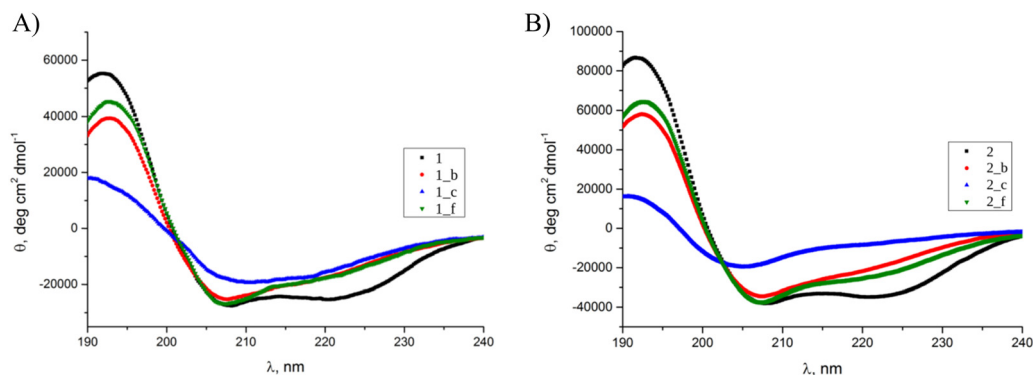 A)
60000
40000
20000
0
-20000
θ, deg cm² dmol⁻¹
190 200 210 220 230 240
λ, nm
1
1_b
1_c
1_f
B)
100000
80000
60000
40000
20000
0
-20000
-40000
θ, deg cm² dmol⁻¹
190 200 210 220 230 240
λ, nm
2
2_b
2_c
2_f